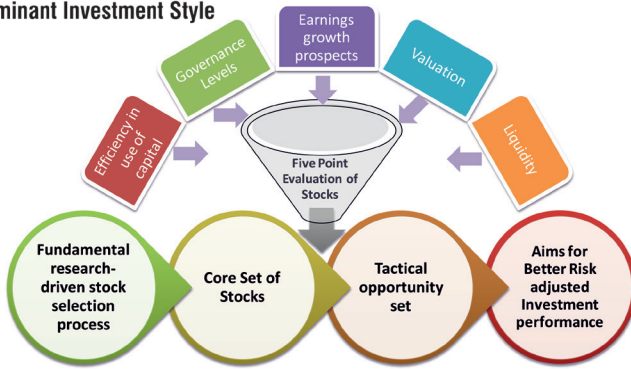 minant Investment Style
Earnings
growth
prospects
Governance
Levels
Valuation
Efficiency in
use of
capital
Liquidity
Five Point
Evaluation of
Stocks
Fundamental
research-
driven stock
selection
process
Core Set of
Stocks
Tactical
opportunity
set
Aims for
Better Risk
adjusted
Investment
performance